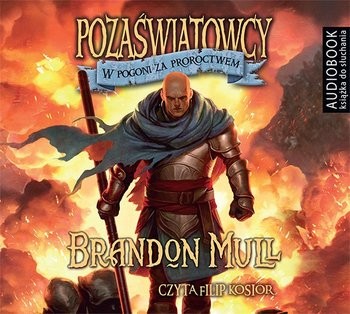 POZAŚWIATOWCY
W POGONI ZA PROROCTWEM
BRANDON MULL
CZYTA FILIP KOSIOR
AUDIOBOOK
książka do słuchania